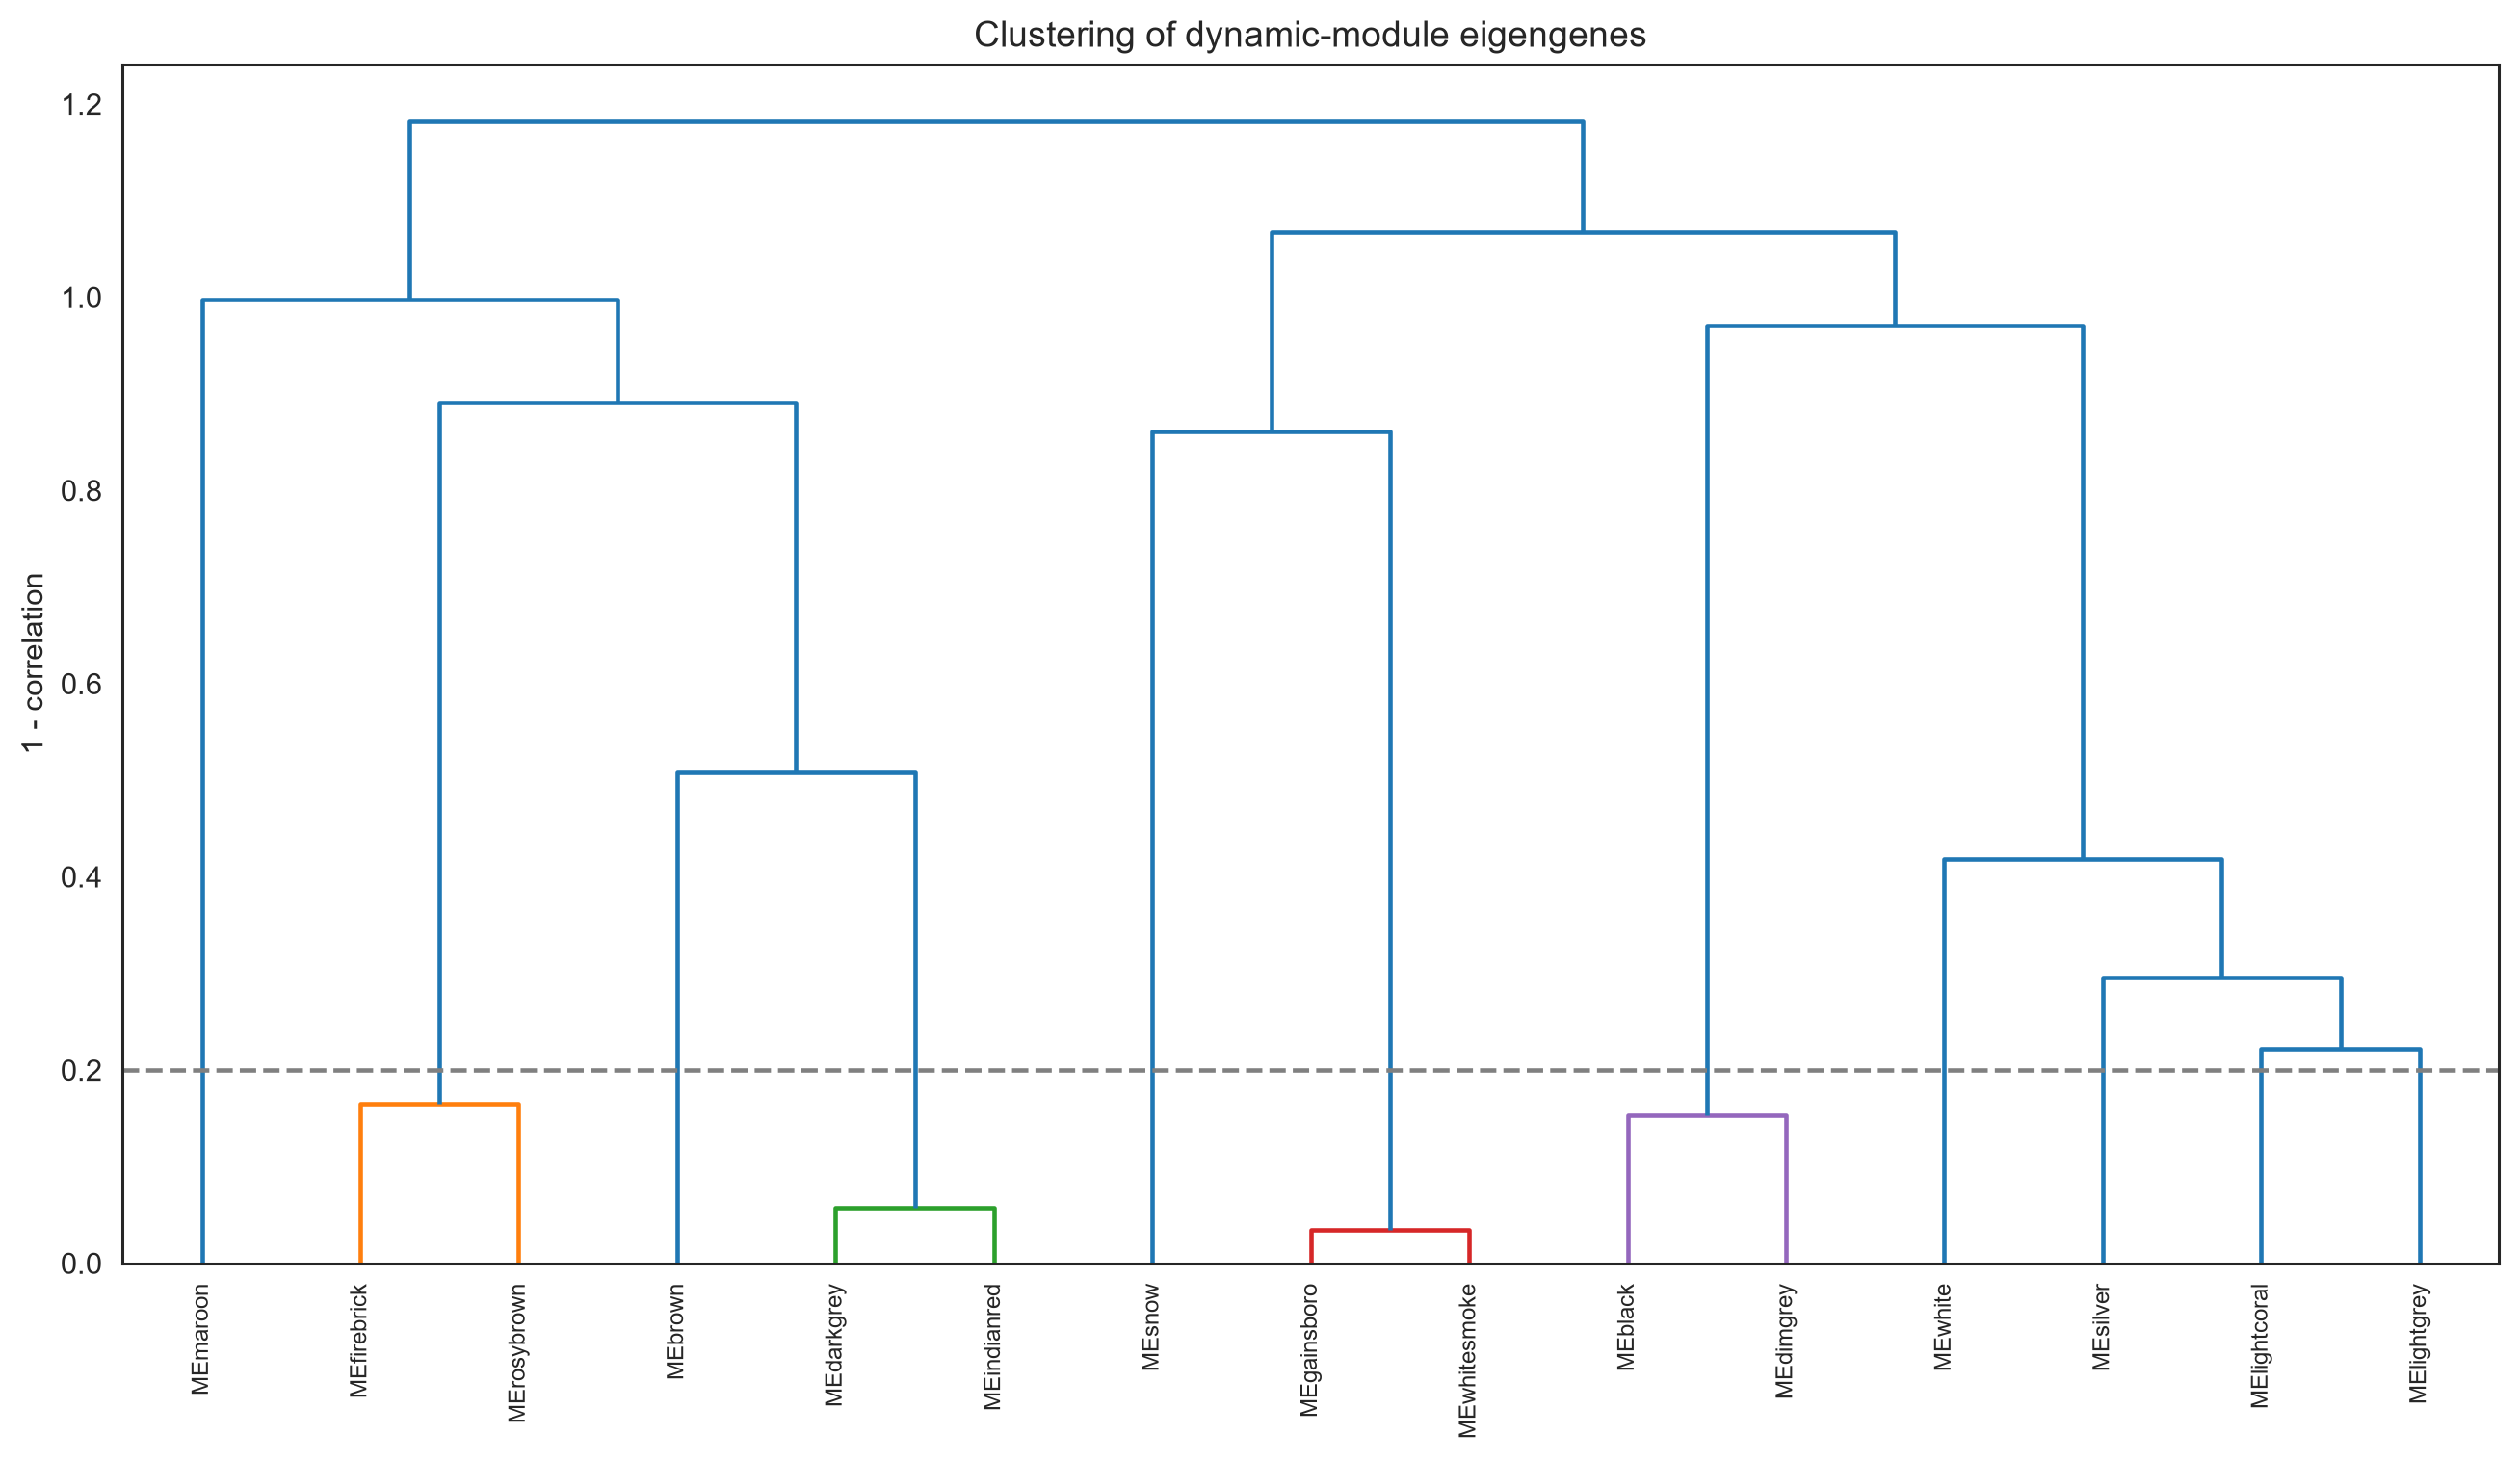 Clustering of dynamic-module eigengenes
1.2
1.0
0.8
0.6
0.4
0.2
0.0
1 - correlation
MEmaroon
MEfirebrick
MErosybrown
MEbrown
MEdarkgrey
MEindianred
MEsnow
MEgainsboro
MEwhitesmoke
MEblack
MEdimgrey
MEwhite
MEsilver
MElightcoral
MElightgrey